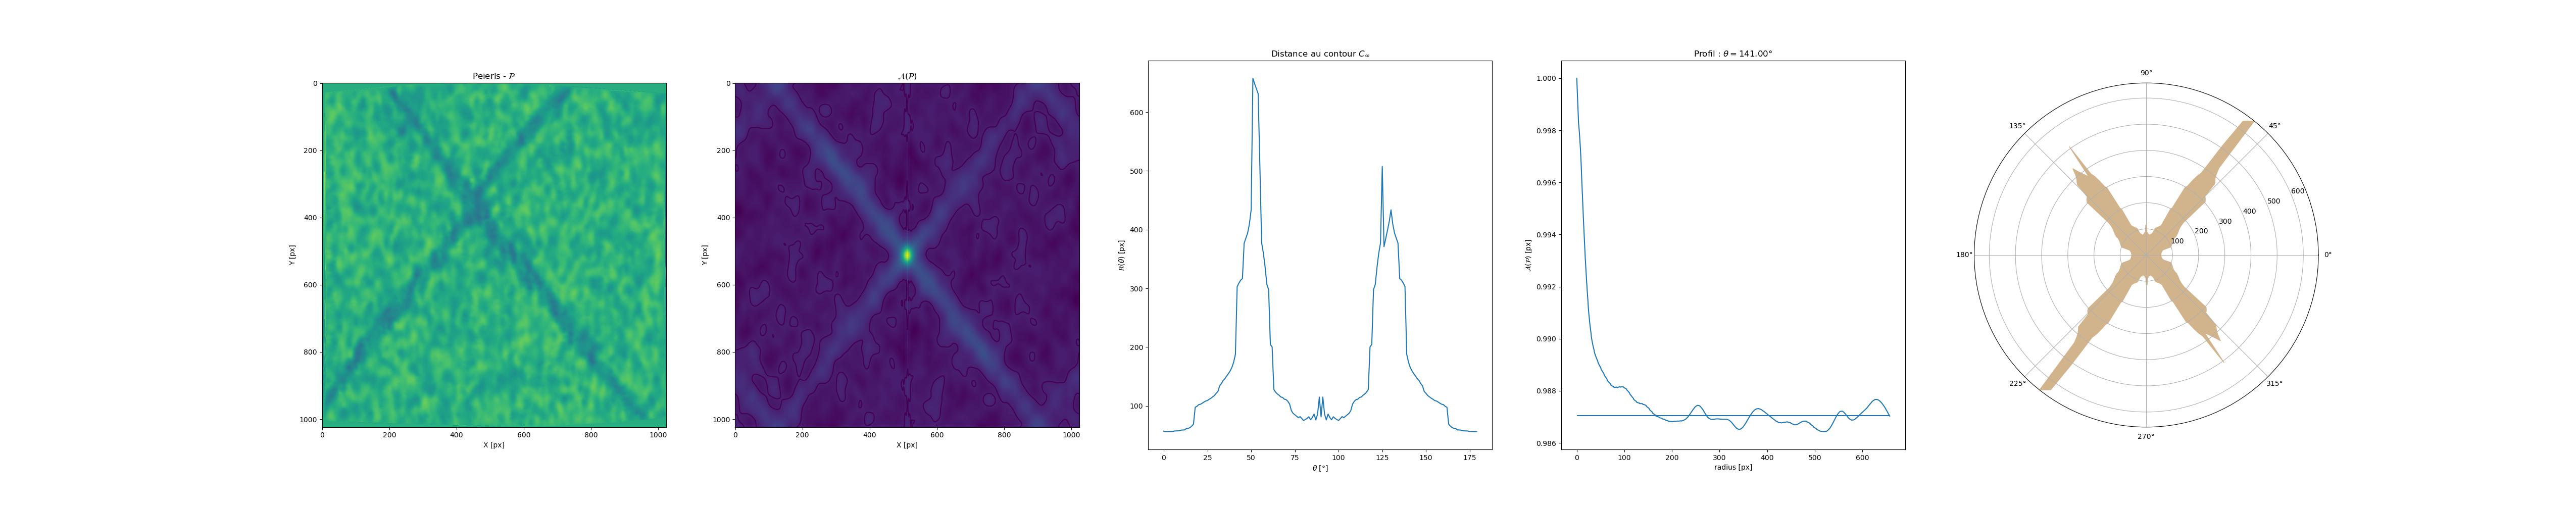 Peierls - 𝒫
0
200
400
600
800
1000
Y [px]
0 200 400 600 800 1000
X [px]
𝒜(𝒫)
0
200
400
600
800
1000
Y [px]
0 200 400 600 800 1000
X [px]
Distance au contour C∞
600
500
400
300
200
100
R(θ) [px]
0 25 50 75 100 125 150 175
θ [°]
Profil : θ = 141.00°
1.000
0.998
0.996
0.994
0.992
0.990
0.988
0.986
𝒜(𝒫) [px]
0 100 200 300 400 500 600
radius [px]
90°
135° 45°
600
500
400
300
200
100
180° 0°
225° 315°
270°